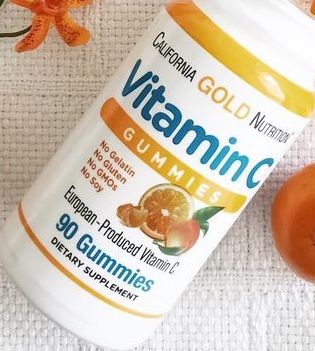 CALIFORNIA GOLD NUTRITION
Vitamin C
GUMMIES
No Gelatin
No Gluten
No GMOs
No Soy
European-Produced Vitamin C
90 Gummies
DIETARY SUPPLEMENT